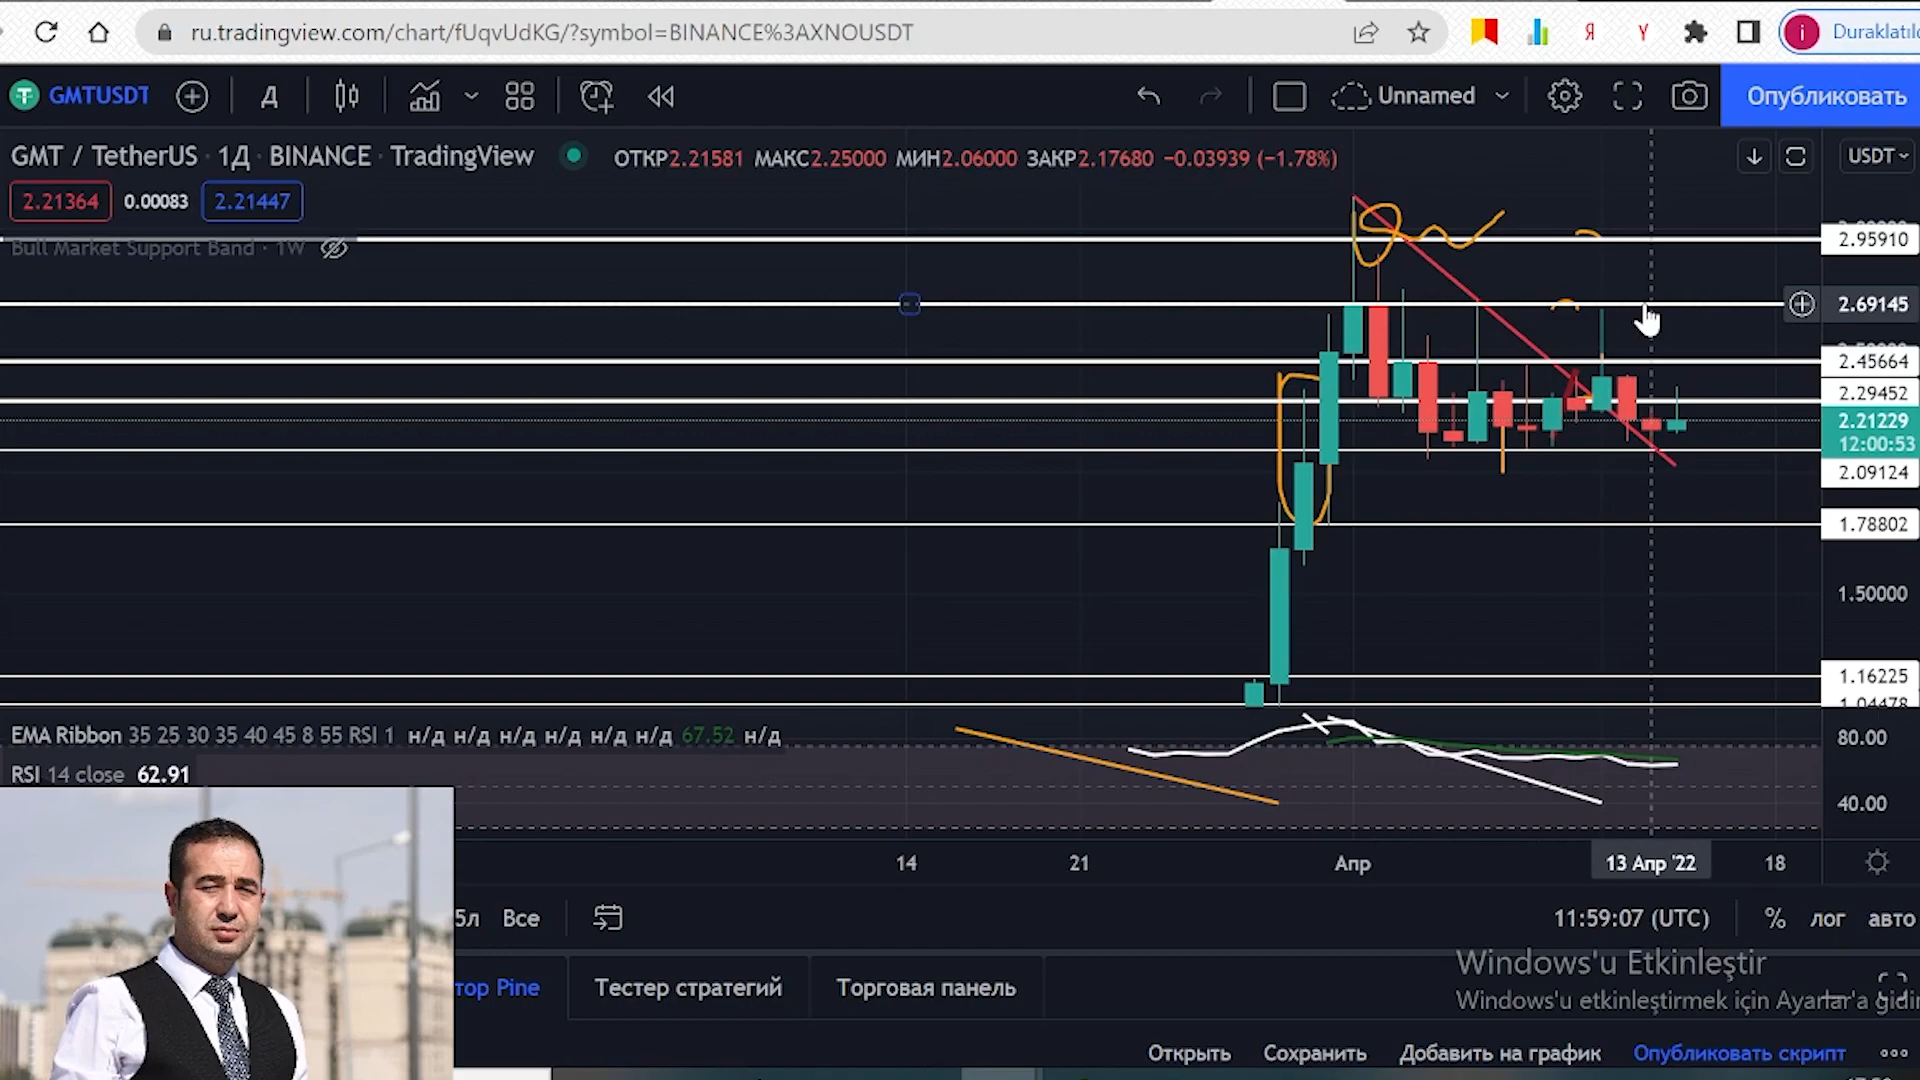 ru.tradingview.com/chart/fUqvUdKG/?symbol=BINANCE%3AXNOUSDT
Я
Y
i
GMTUSDT
Д
Unnamed
Опубликовать
GMT / TetherUS · 1Д · BINANCE · TradingView
ОТКР2.21581 МАКС2.25000 МИН2.06000 ЗАКР2.17680 −0.03939 (−1.78%)
USDT
2.21364 0.00083 2.21447
Bull Market Support Band · 1W
2.95910
2.69145
2.45664
2.29452
2.21229
12:00:53
2.09124
1.78802
1.50000
1.16225
1.04478
EMA Ribbon 35 25 30 35 40 45 8 55 RSI 1 н/д н/д н/д н/д н/д н/д 67.52 н/д
80.00
RSI 14 close 62.91
40.00
14
21
Апр
13 Апр '22
18
5л
Все
11:59:07 (UTC)
%
лог
авто
Windows'u Etkinleştir
Windows'u etkinleştirmek için Ayarlar'a
Pine
Тестер стратегий
Торговая панель
Открыть
Сохранить
Добавить на график
Опубликовать скрипт